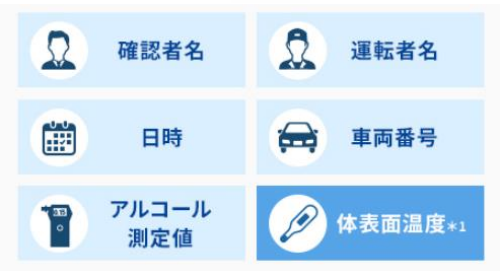 確認者名
運転者名
日時
車両番号
アルコール
測定値
体表面温度*1